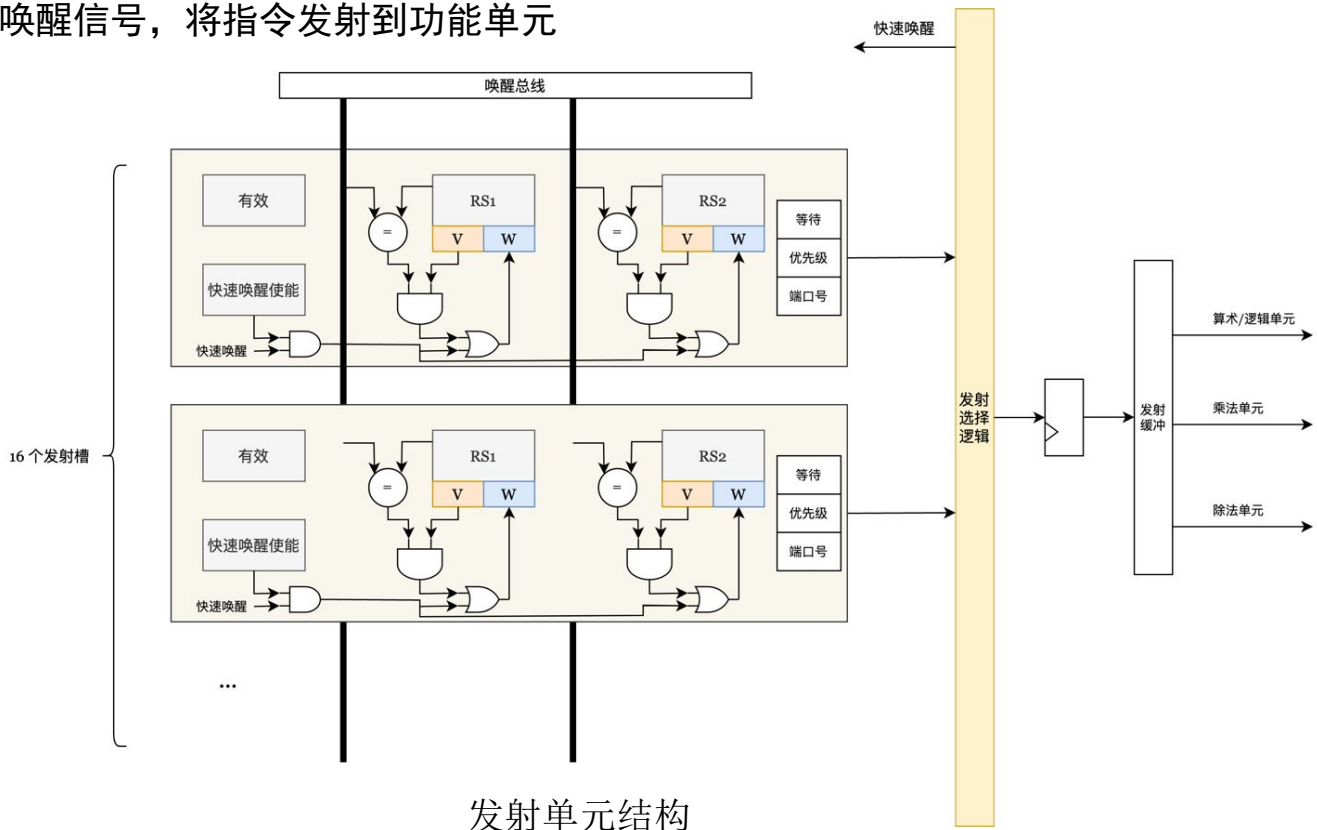 唤醒信号，将指令发射到功能单元
快速唤醒
唤醒总线
有效
RS1
RS2
=
=
V
W
V
W
等待
优先级
端口号
快速唤醒使能
快速唤醒
算术/逻辑单元
16 个发射槽
有效
RS1
RS2
=
=
V
W
V
W
等待
优先级
端口号
快速唤醒使能
快速唤醒
发射
选择
逻辑
发射
缓冲
乘法单元
除法单元
...
发射单元结构